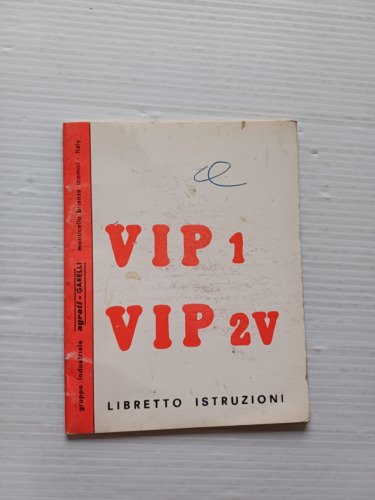 VIP 1
VIP 2V
LIBRETTO ISTRUZIONI
gruppo industriale agrati - GARELLI monticello brianza (como) - italy